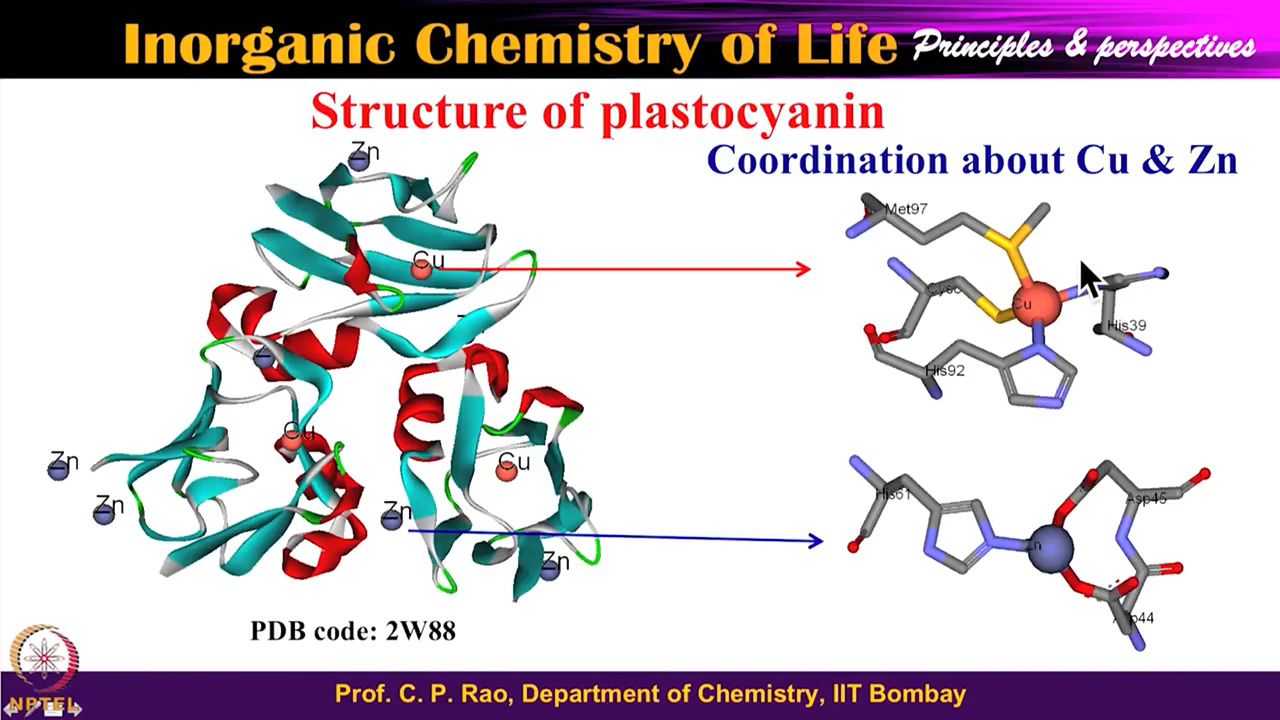 Inorganic Chemistry of Life Principles & perspectives
Structure of plastocyanin
Coordination about Cu & Zn
Zn
Cu
Cu
Zn
Zn
Cu
Zn
Zn
Met97
Cu
His39
His92
His61
Zn
Asp45
PDB code: 2W88
NPTEL
Prof. C. P. Rao, Department of Chemistry, IIT Bombay